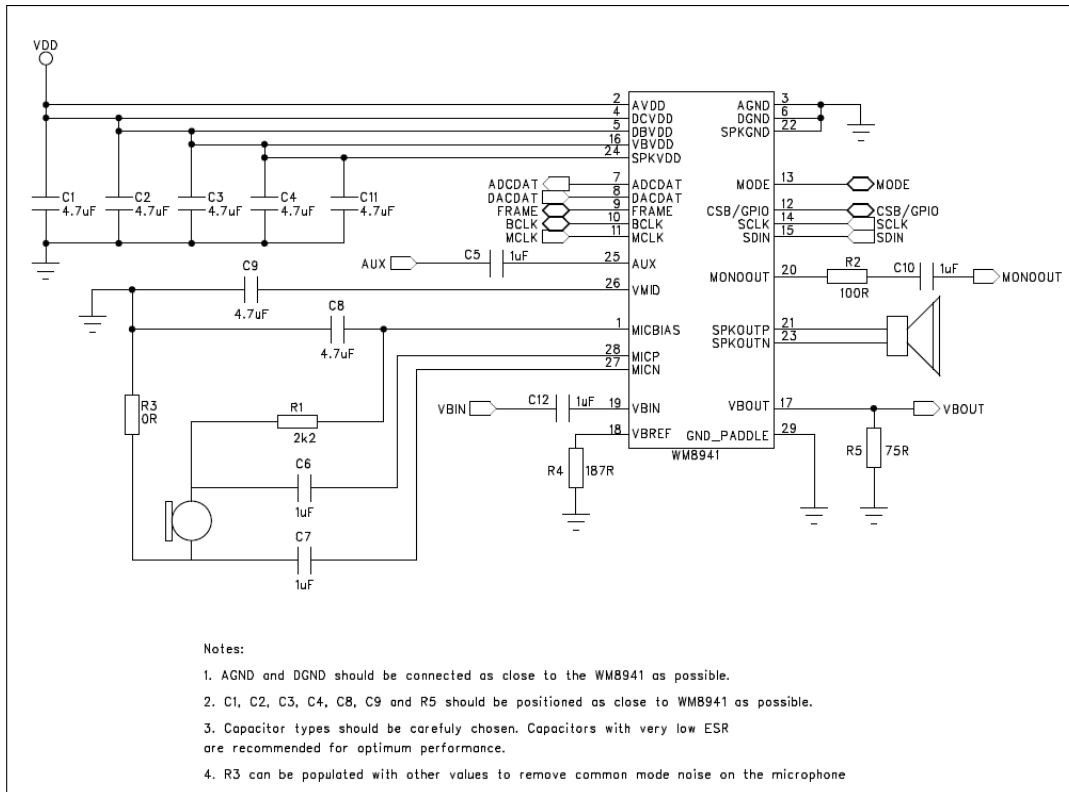 VDD
2 AVDD AGND 3
4 DCVDD DGND 6
5 DBVDD SPKGND 22
16 VBVDD
24 SPKVDD
C1 4.7uF
C2 4.7uF
C3 4.7uF
C4 4.7uF
C11 4.7uF
ADCDAT 7 ADCDAT MODE 13 MODE
DACDAT 8 DACDAT
FRAME 9 FRAME CSB/GPIO 12 CSB/GPIO
BCLK 10 BCLK SCLK 14 SCLK
MCLK 11 MCLK SDIN 15 SDIN
AUX C5 1uF 25 AUX
MONOOUT 20 R2 100R C10 1uF MONOOUT
C9 4.7uF 26 VMID
C8 4.7uF 1 MICBIAS
SPKOUTP 21
SPKOUTN 23
28 MICP
27 MICN
R3 0R
R1 2k2
VBIN C12 1uF 19 VBIN
VBOUT 17 VBOUT
18 VBREF GND_PADDLE 29
WM8941
R4 187R
R5 75R
C6
1uF
C7
1uF
Notes:
1. AGND and DGND should be connected as close to the WM8941 as possible.
2. C1, C2, C3, C4, C8, C9 and R5 should be positioned as close to WM8941 as possible.
3. Capacitor types should be carefuly chosen. Capacitors with very low ESR
are recommended for optimum performance.
4. R3 can be populated with other values to remove common mode noise on the microphone